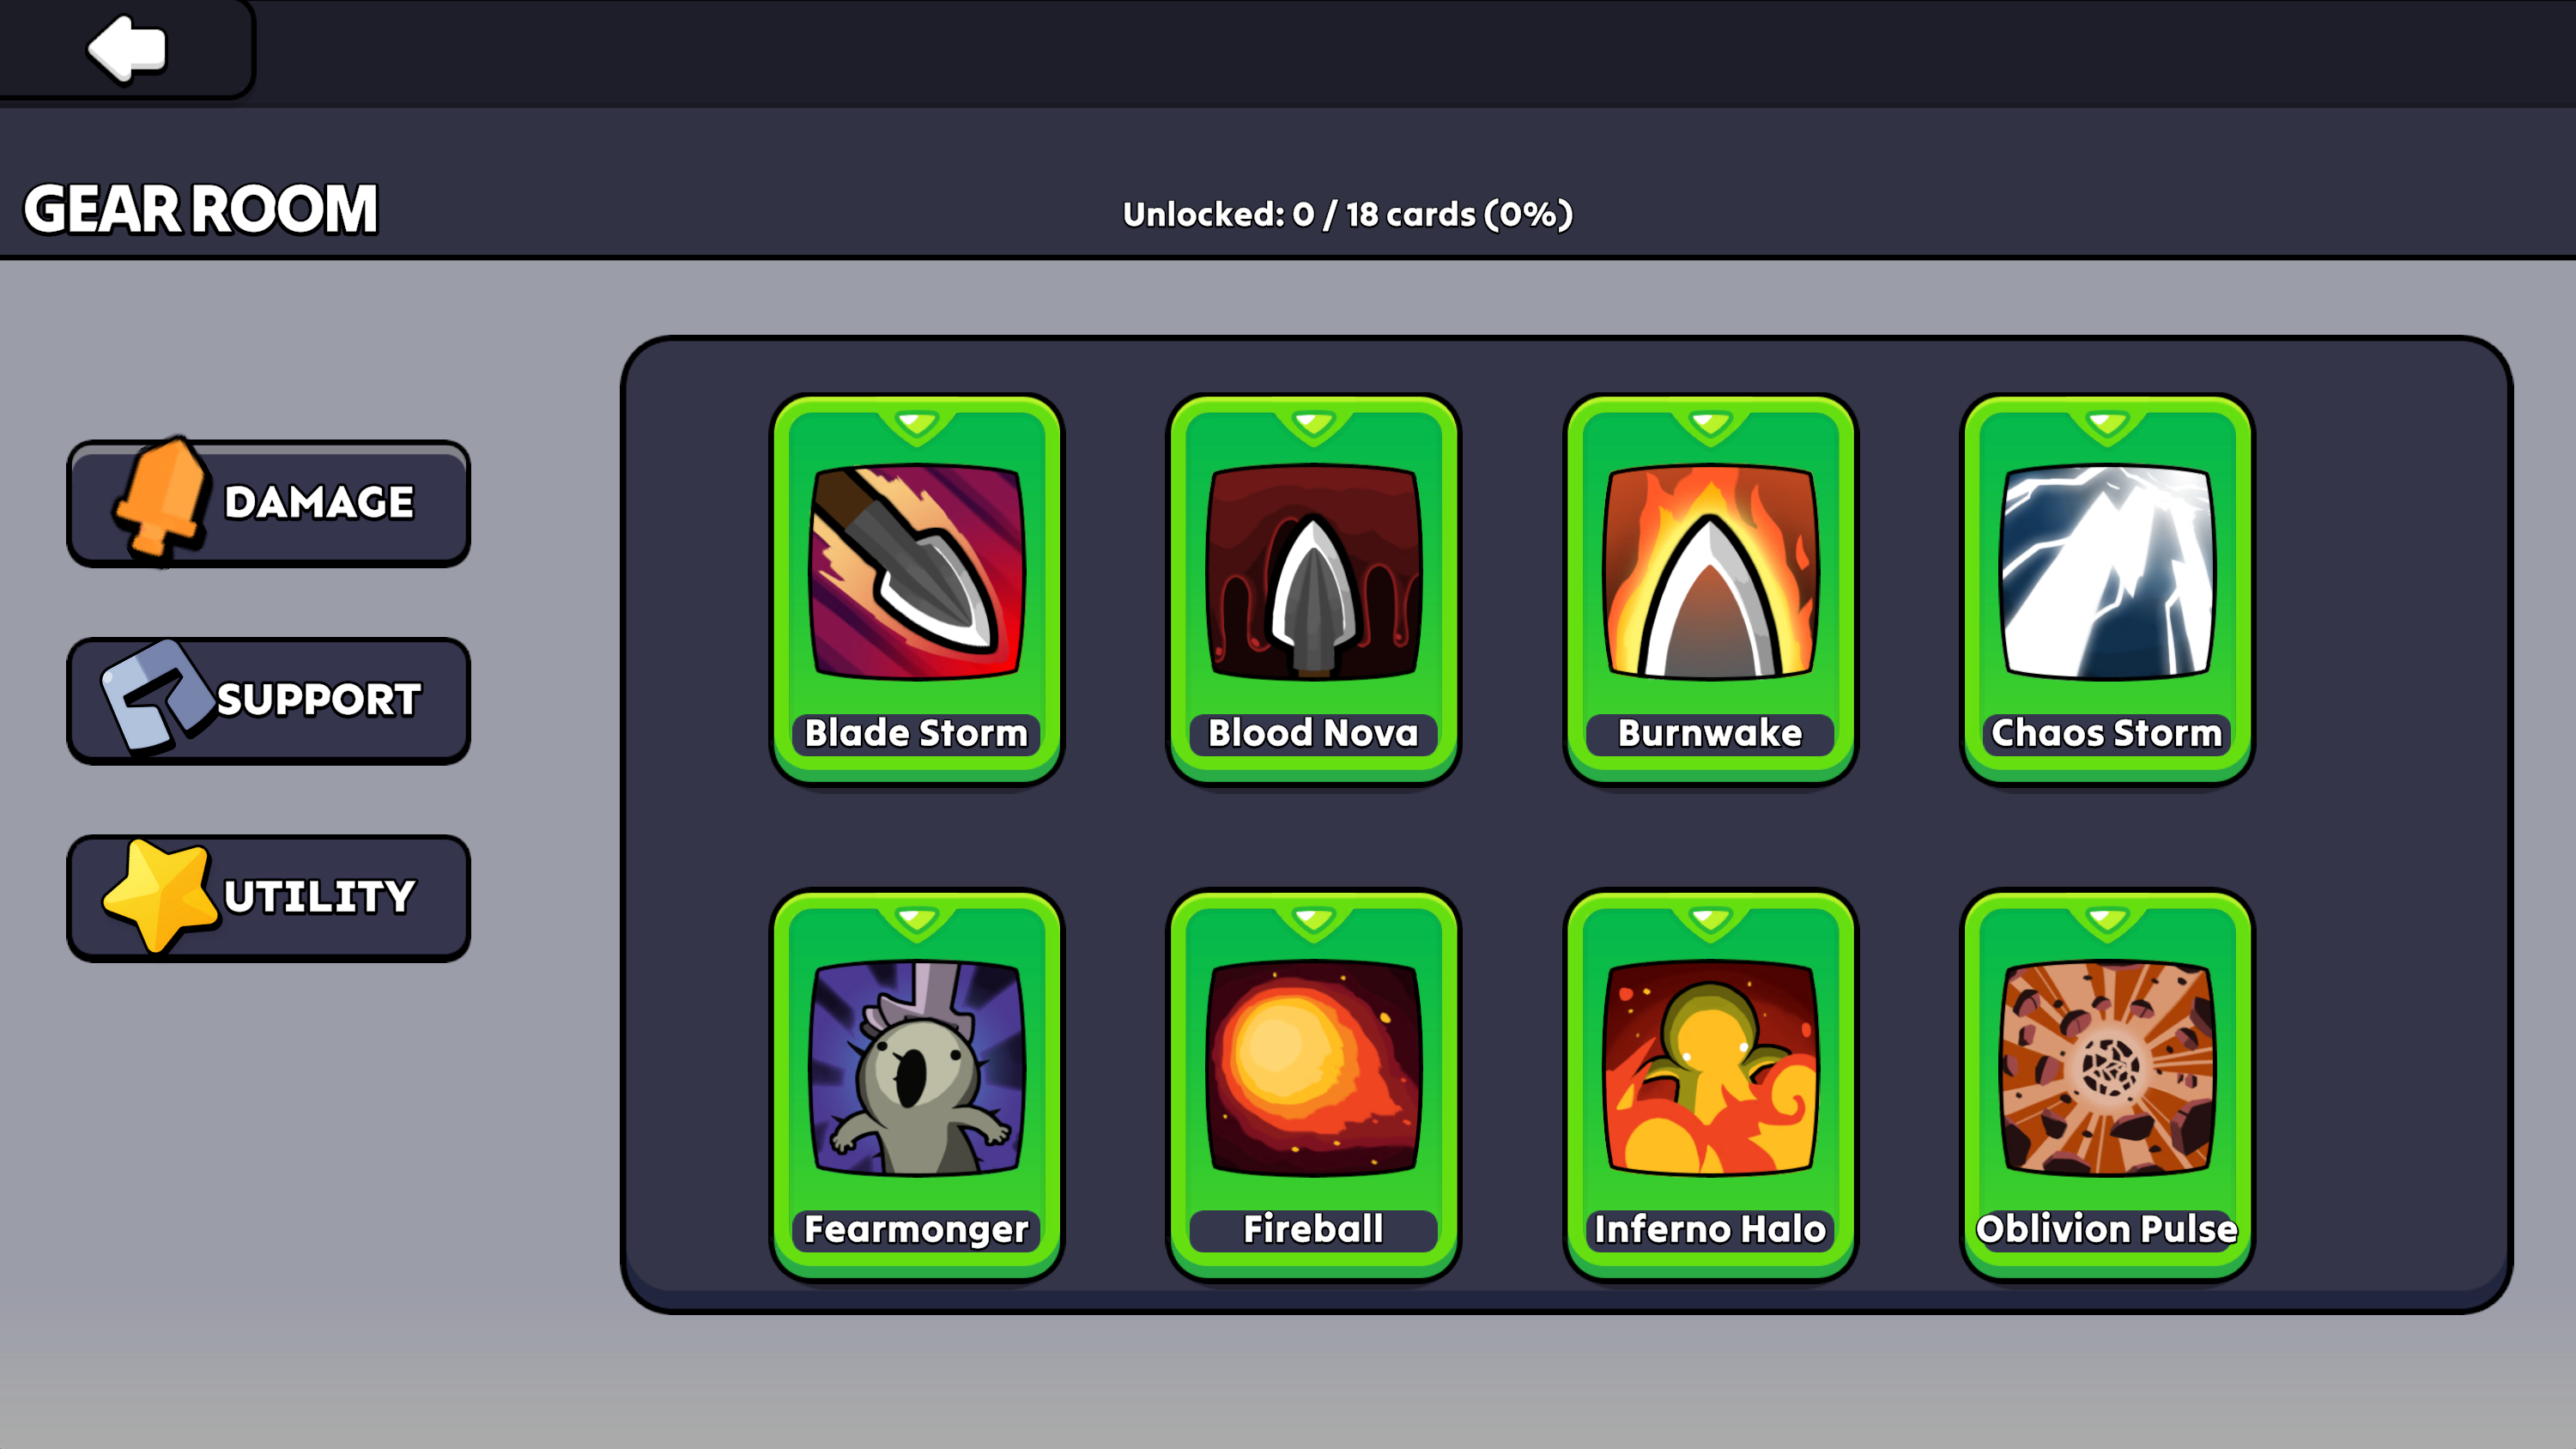 GEAR ROOM
Unlocked: 0 / 18 cards (0%)
DAMAGE
SUPPORT
UTILITY
Blade Storm
Blood Nova
Burnwake
Chaos Storm
Fearmonger
Fireball
Inferno Halo
Oblivion Pulse